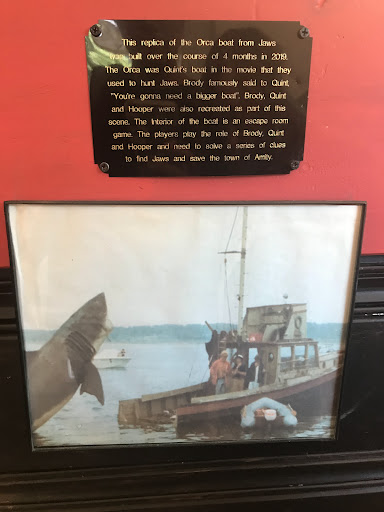 This replica of the Orca boat from Jaws
was built over the course of 4 months in 2019.
The Orca was Quint's boat in the movie that they
used to hunt Jaws. Brody famously said to Quint,
"You're gonna need a bigger boat". Brody, Quint
and Hooper were also recreated as part of this
scene. The interior of the boat is an escape room
game. The players play the role of Brody, Quint
and Hooper and need to solve a series of clues
to find Jaws and save the town of Amity.